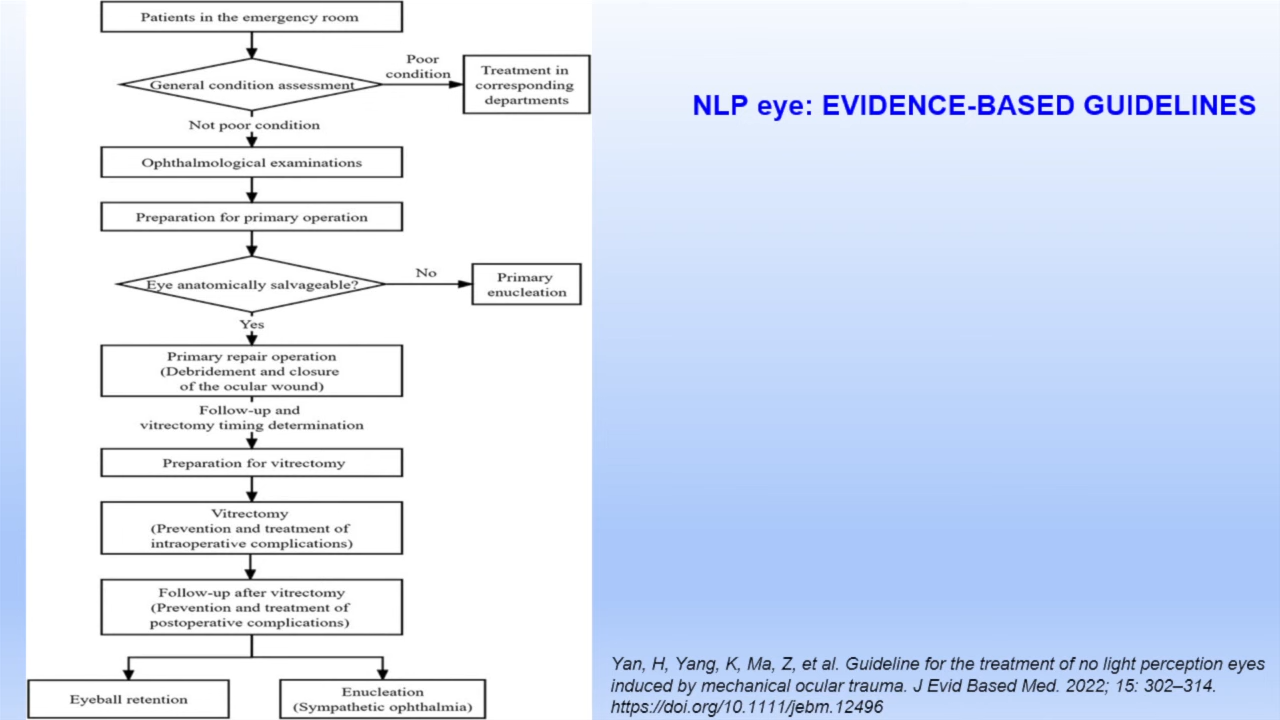 Patients in the emergency room
General condition assessment
Poor
condition
Treatment in
corresponding
departments
Not poor condition
Ophthalmological examinations
Preparation for primary operation
Eye anatomically salvageable?
No
Primary
enucleation
Yes
Primary repair operation
(Debridement and closure
of the ocular wound)
Follow-up and
vitrectomy timing determination
Preparation for vitrectomy
Vitrectomy
(Prevention and treatment of
intraoperative complications)
Follow-up after vitrectomy
(Prevention and treatment of
postoperative complications)
Eyeball retention
Enucleation
(Sympathetic ophthalmia)
NLP eye: EVIDENCE-BASED GUIDELINES
Yan, H, Yang, K, Ma, Z, et al. Guideline for the treatment of no light perception eyes
induced by mechanical ocular trauma. J Evid Based Med. 2022; 15: 302–314.
https://doi.org/10.1111/jebm.12496